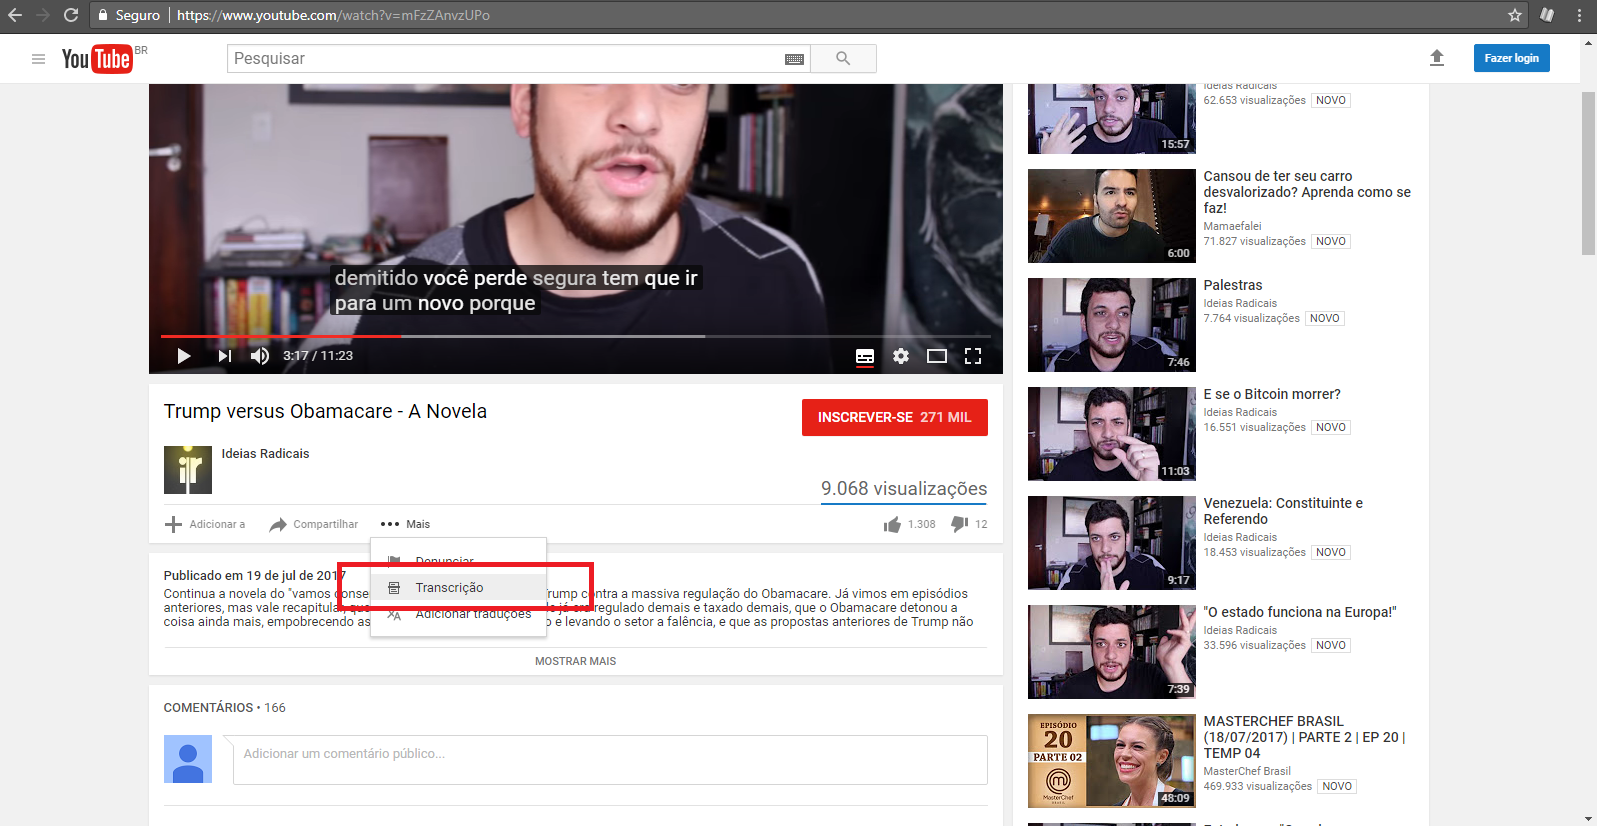 Seguro
https://www.youtube.com/watch?v=mFzZAnvzUPo
YouTube BR
Pesquisar
Fazer login
demitido você perde segura tem que ir
para um novo porque
3:17 / 11:23
Trump versus Obamacare - A Novela
INSCREVER-SE 271 MIL
ir
Ideias Radicais
9.068 visualizações
Adicionar a
Compartilhar
Mais
1.308
12
Denunciar
Transcrição
Adicionar traduções
Publicado em 19 de jul de 2017
Continua a novela do "vamos conse
rump contra a massiva regulação do Obamacare. Já vimos em episódios
anteriores, mas vale recapitular, que
já era regulado demais e taxado demais, que o Obamacare detonou a
coisa ainda mais, empobrecendo as
o e levando o setor a falência, e que as propostas anteriores de Trump não
MOSTRAR MAIS
COMENTÁRIOS • 166
Adicionar um comentário público...
Ideias Radicais
62.653 visualizações NOVO
15:57
Cansou de ter seu carro
desvalorizado? Aprenda como se
faz!
Mamaefalei
71.827 visualizações NOVO
6:00
Palestras
Ideias Radicais
7.764 visualizações NOVO
7:46
E se o Bitcoin morrer?
Ideias Radicais
16.551 visualizações NOVO
11:03
Venezuela: Constituinte e
Referendo
Ideias Radicais
18.453 visualizações NOVO
9:17
"O estado funciona na Europa!"
Ideias Radicais
33.596 visualizações NOVO
7:39
EPISÓDIO
20
PARTE 02
MasterChef
48:09
MASTERCHEF BRASIL
(18/07/2017) | PARTE 2 | EP 20 |
TEMP 04
MasterChef Brasil
469.933 visualizações NOVO